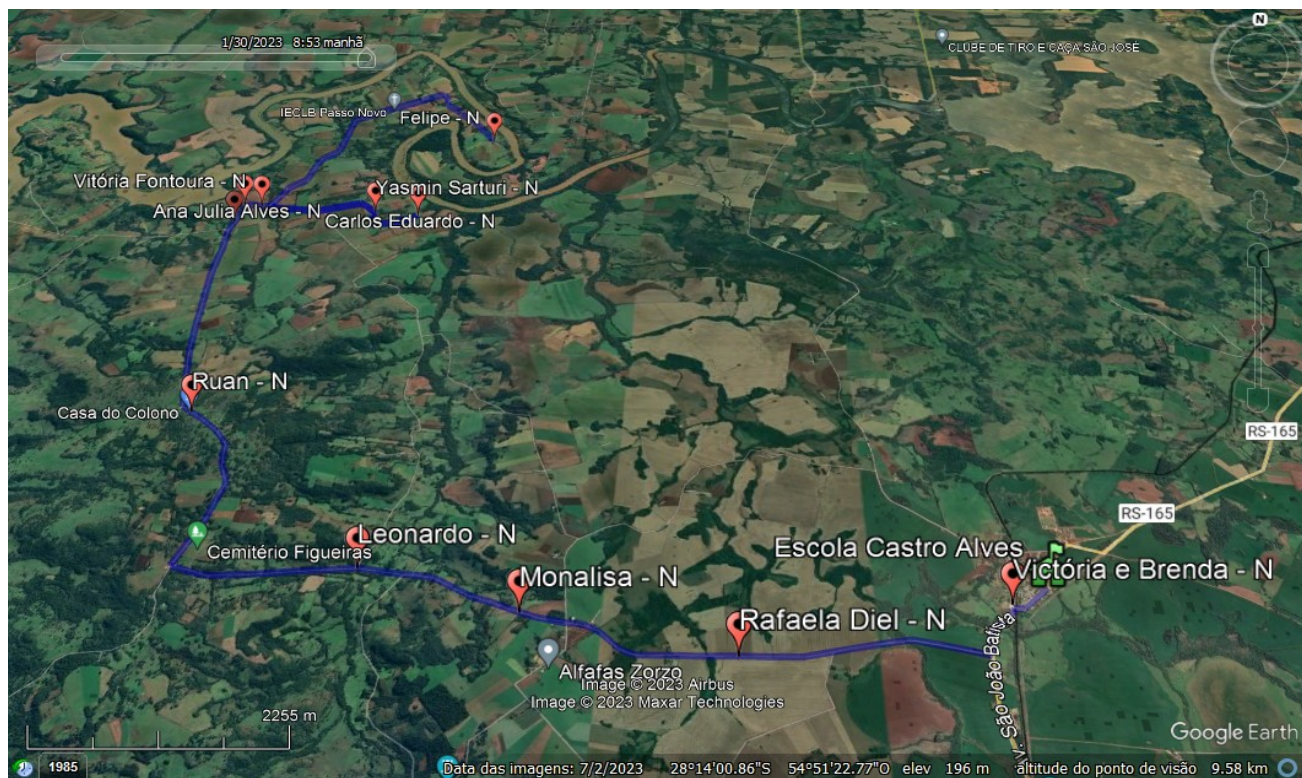 N
1/30/2023 8:53 manhã
CLUBE DE TIRO E CAÇA SÃO JOSÉ
IECLB Passo Novo
Felipe - N
Vitória Fontoura - N
Yasmin Sarturi - N
Ana Julia Alves - N
Carlos Eduardo - N
Ruan - N
Casa do Colono
RS-165
RS-165
Leonardo - N
Cemitério Figueiras
Escola Castro Alves
Victória e Brenda - N
Monalisa - N
Rafaela Diel - N
Alfafas Zorzo
São João Batista
Image © 2023 Airbus
Image © 2023 Maxar Technologies
2255 m
Google Earth
1985
Data das imagens: 7/2/2023 28°14'00.86"S 54°51'22.77"O elev 196 m altitude do ponto de visão 9.58 km